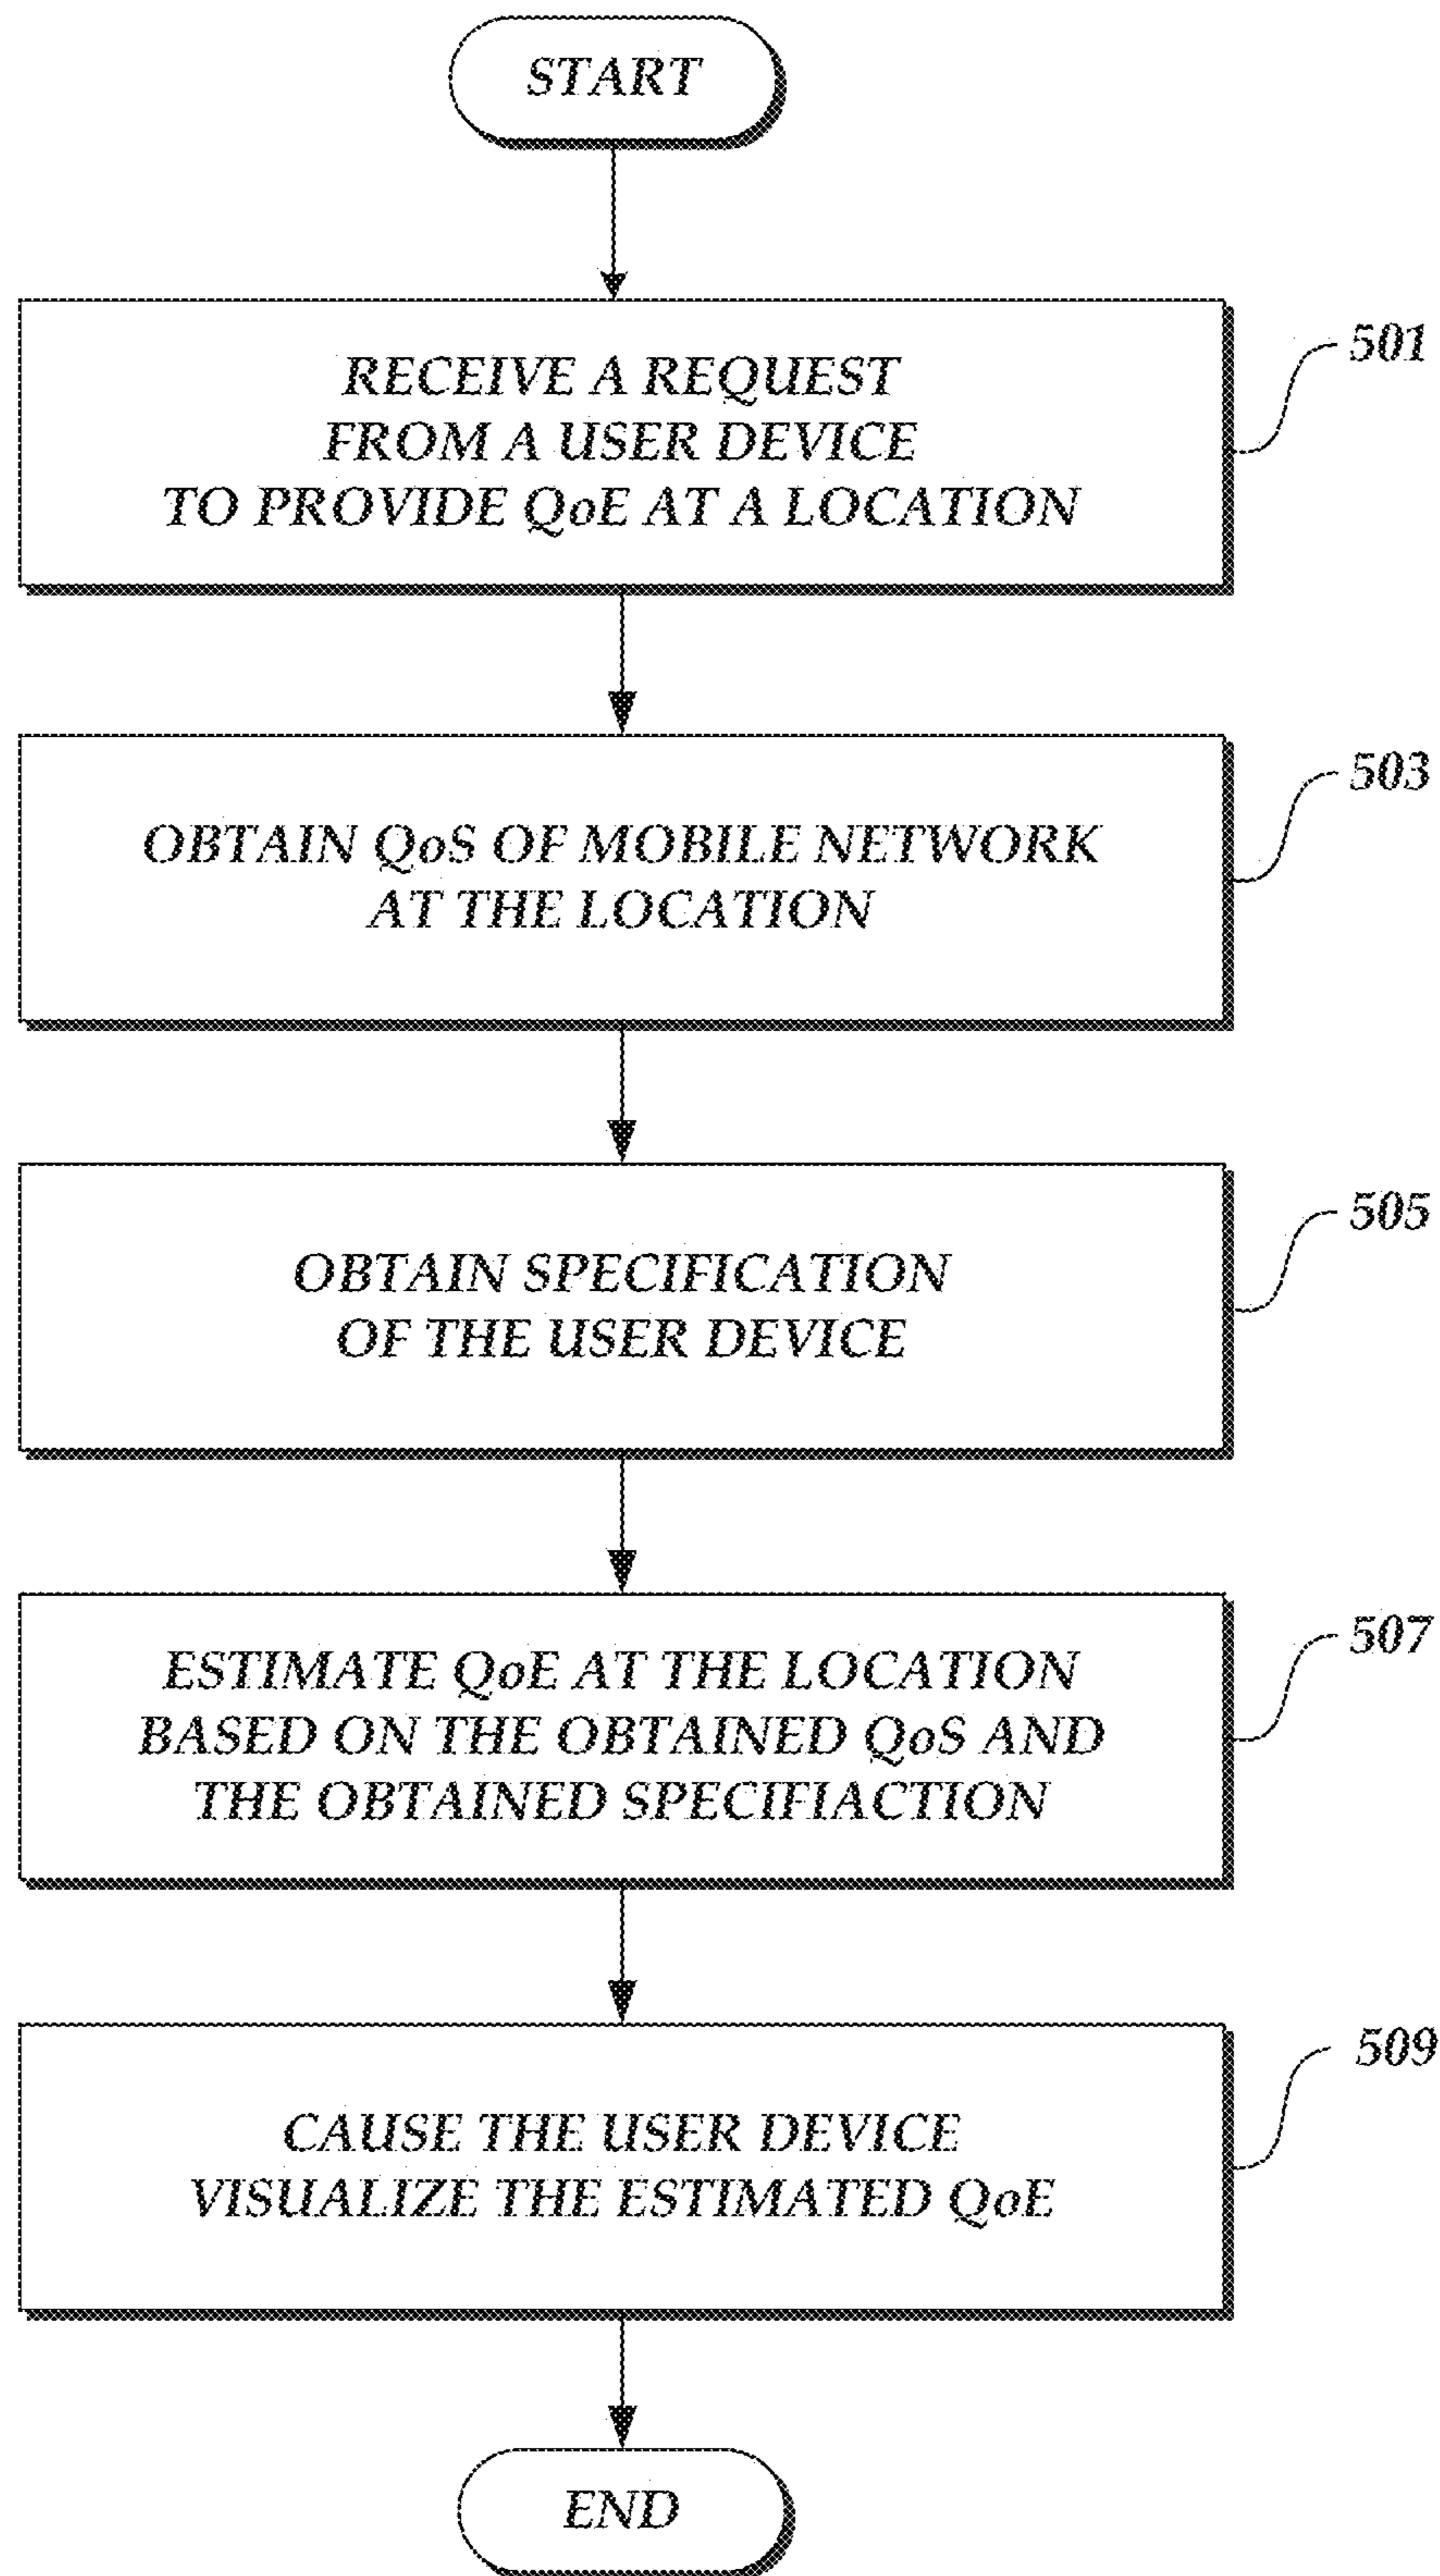 START
RECEIVE A REQUEST
FROM A USER DEVICE
TO PROVIDE QoE AT A LOCATION
501
OBTAIN QoS OF MOBILE NETWORK
AT THE LOCATION
503
OBTAIN SPECIFICATION
OF THE USER DEVICE
505
ESTIMATE QoE AT THE LOCATION
BASED ON THE OBTAINED QoS AND
THE OBTAINED SPECIFIACTION
507
CAUSE THE USER DEVICE
VISUALIZE THE ESTIMATED QoE
509
END